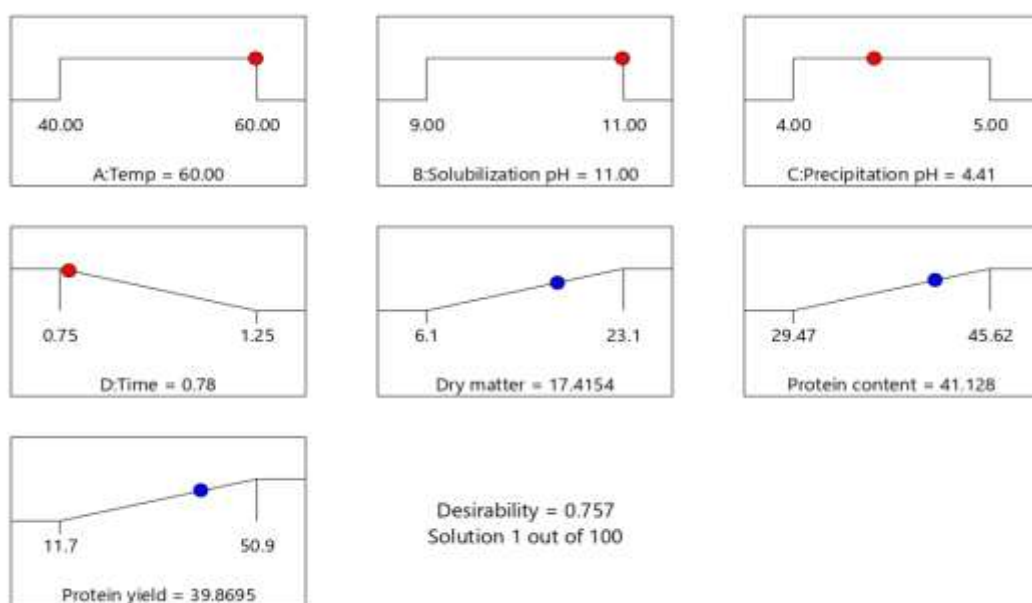 40.00 60.00
A:Temp = 60.00
9.00 11.00
B:Solubilization pH = 11.00
4.00 5.00
C:Precipitation pH = 4.41
0.75 1.25
D:Time = 0.78
6.1 23.1
Dry matter = 17.4154
29.47 45.62
Protein content = 41.128
11.7 50.9
Protein yield = 39.8695
Desirability = 0.757
Solution 1 out of 100